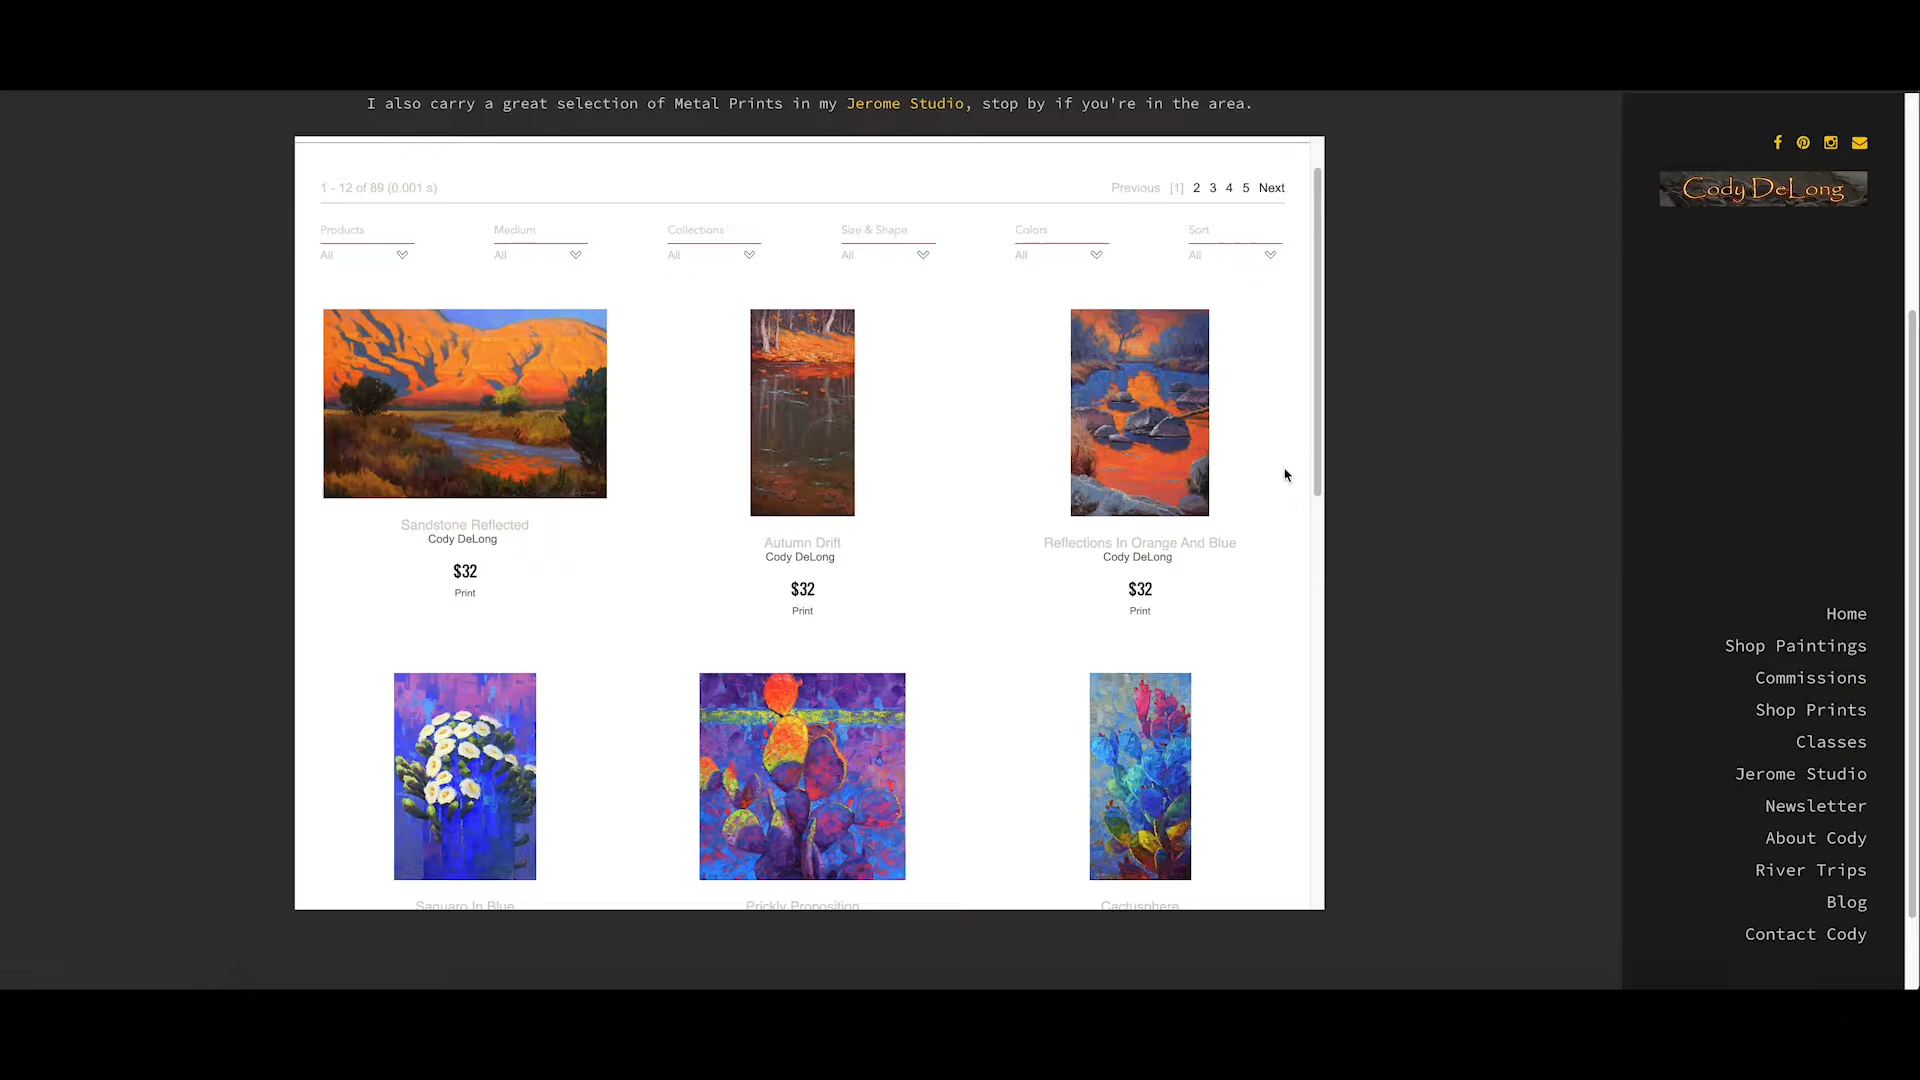 I also carry a great selection of Metal Prints in my Jerome Studio, stop by if you're in the area.
Cody DeLong
1 - 12 of 89 (0.001 s)
Previous [1] 2 3 4 5 Next
Products Medium Collections Size & Shape Colors Sort
All All All All All All
Sandstone Reflected
Cody DeLong
$32
Print
Autumn Drift
Cody DeLong
$32
Print
Reflections In Orange And Blue
Cody DeLong
$32
Print
Saguaro In Blue
Prickly Proposition
Cactusphere
Home
Shop Paintings
Commissions
Shop Prints
Classes
Jerome Studio
Newsletter
About Cody
River Trips
Blog
Contact Cody